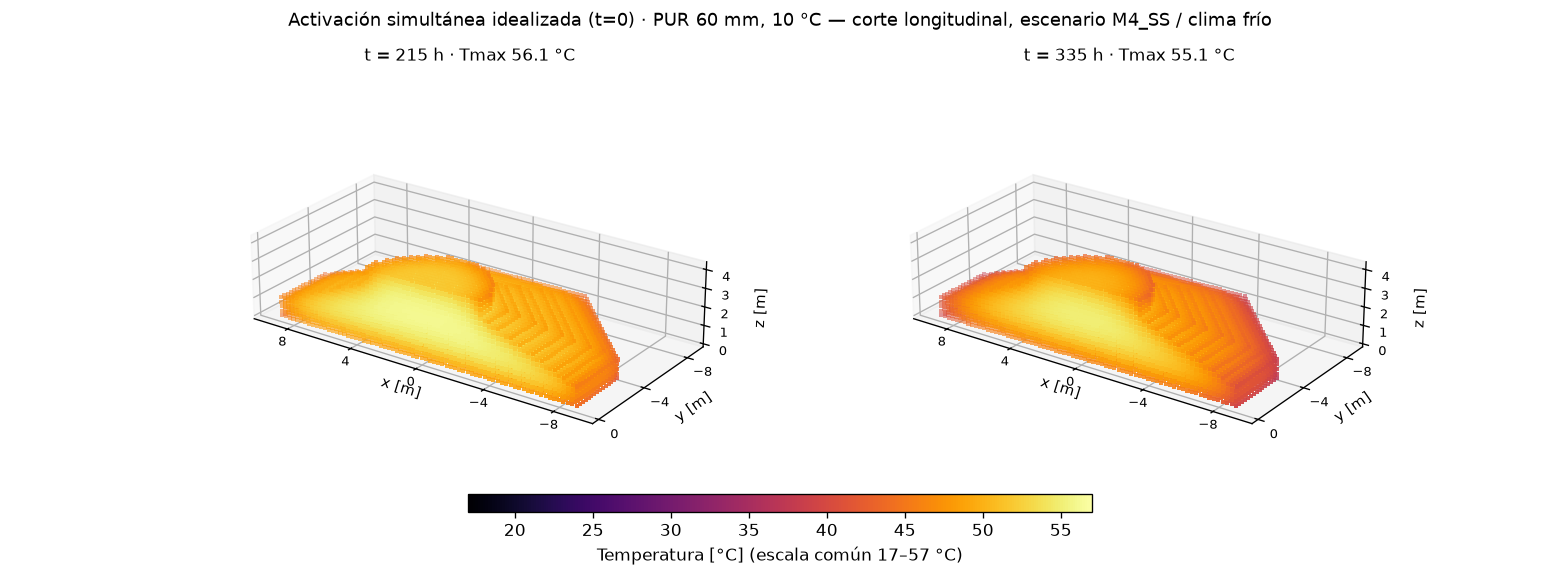 Activación simultánea idealizada (t=0) · PUR 60 mm, 10 °C — corte longitudinal, escenario M4_SS / clima frío
t = 215 h · Tmax 56.1 °C
t = 335 h · Tmax 55.1 °C
8
4
0
−4
−8
x [m]
0
−4
−8
y [m]
0
1
2
3
4
z [m]
8
4
0
−4
−8
x [m]
0
−4
−8
y [m]
0
1
2
3
4
z [m]
20 25 30 35 40 45 50 55
Temperatura [°C] (escala común 17–57 °C)